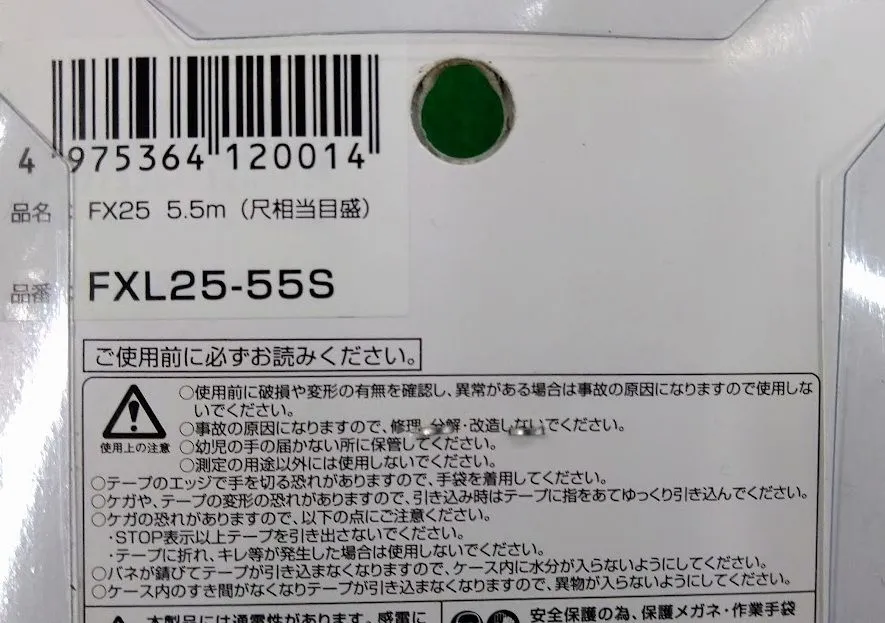 4 975364 120014
品名 : FX25 5.5m（尺相当目盛）
品番 : FXL25-55S
ご使用前に必ずお読みください。
○使用前に破損や変形の有無を確認し、異常がある場合は事故の原因になりますので使用しな
いでください。
○事故の原因になりますので、修理・分解・改造しないでください。
使用上の注意 ○幼児の手の届かない所に保管してください。
○測定の用途以外には使用しないでください。
○テープのエッジで手を切る恐れがありますので、手袋を着用してください。
○ケガや、テープの変形の恐れがありますので、引き込み時はテープに指をあてゆっくり引き込んでください。
○ケガの恐れがありますので、以下の点にご注意ください。
・STOP表示以上テープを引き出さないでください。
・テープに折れ、キレ等が発生した場合は使用しないでください。
○バネが錆びてテープが引き込まなくなりますので、ケース内に水分が入らないようにしてください。
○ケース内のすき間がなくなりテープが引き込まなくなりますので、異物が入らないようにしてください。
本製品には通電性があります。感電に
安全保護の為、保護メガネ・作業手袋